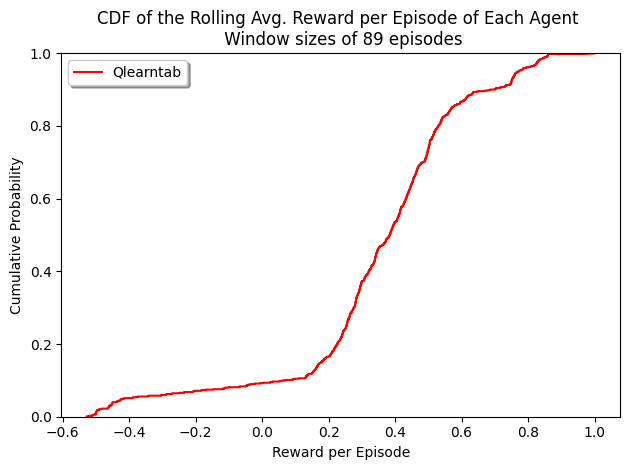 CDF of the Rolling Avg. Reward per Episode of Each Agent
Window sizes of 89 episodes
Qlearntab
Cumulative Probability
1.0
0.8
0.6
0.4
0.2
0.0
−0.6 −0.4 −0.2 0.0 0.2 0.4 0.6 0.8 1.0
Reward per Episode